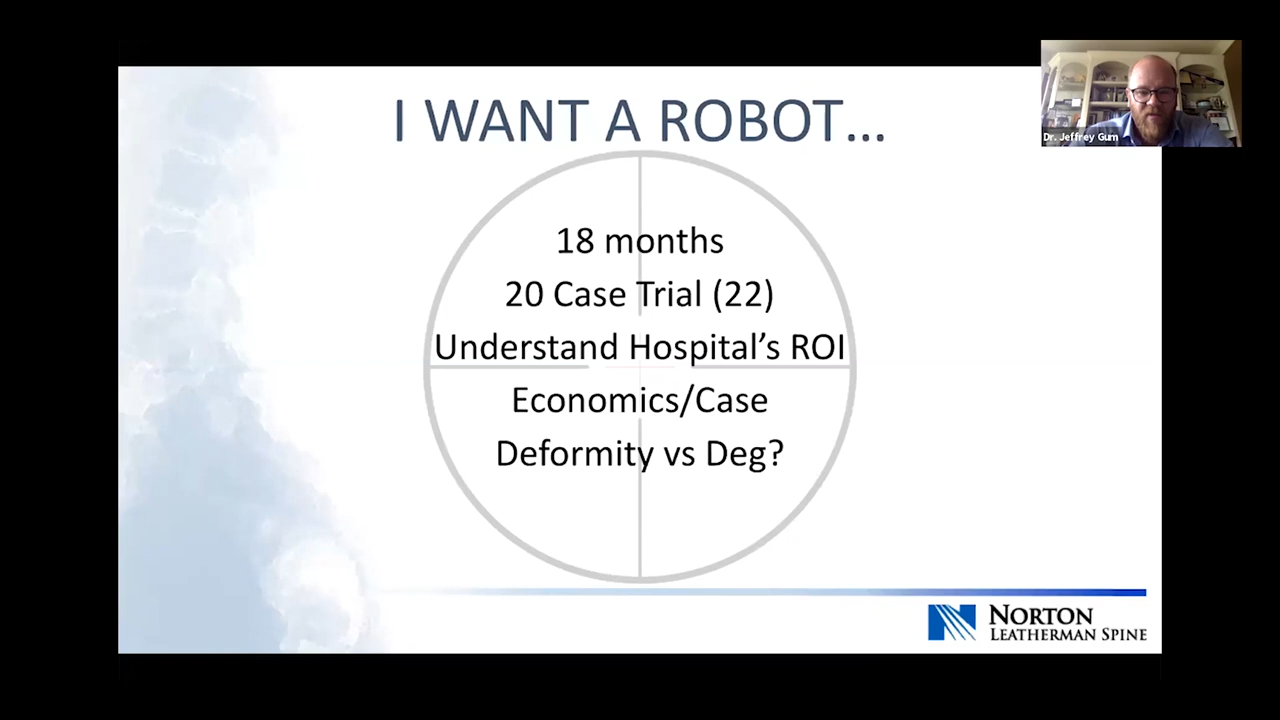 I WANT A ROBOT...
Dr. Jeffrey Gum
18 months
20 Case Trial (22)
Understand Hospital's ROI
Economics/Case
Deformity vs Deg?
NORTON
LEATHERMAN SPINE